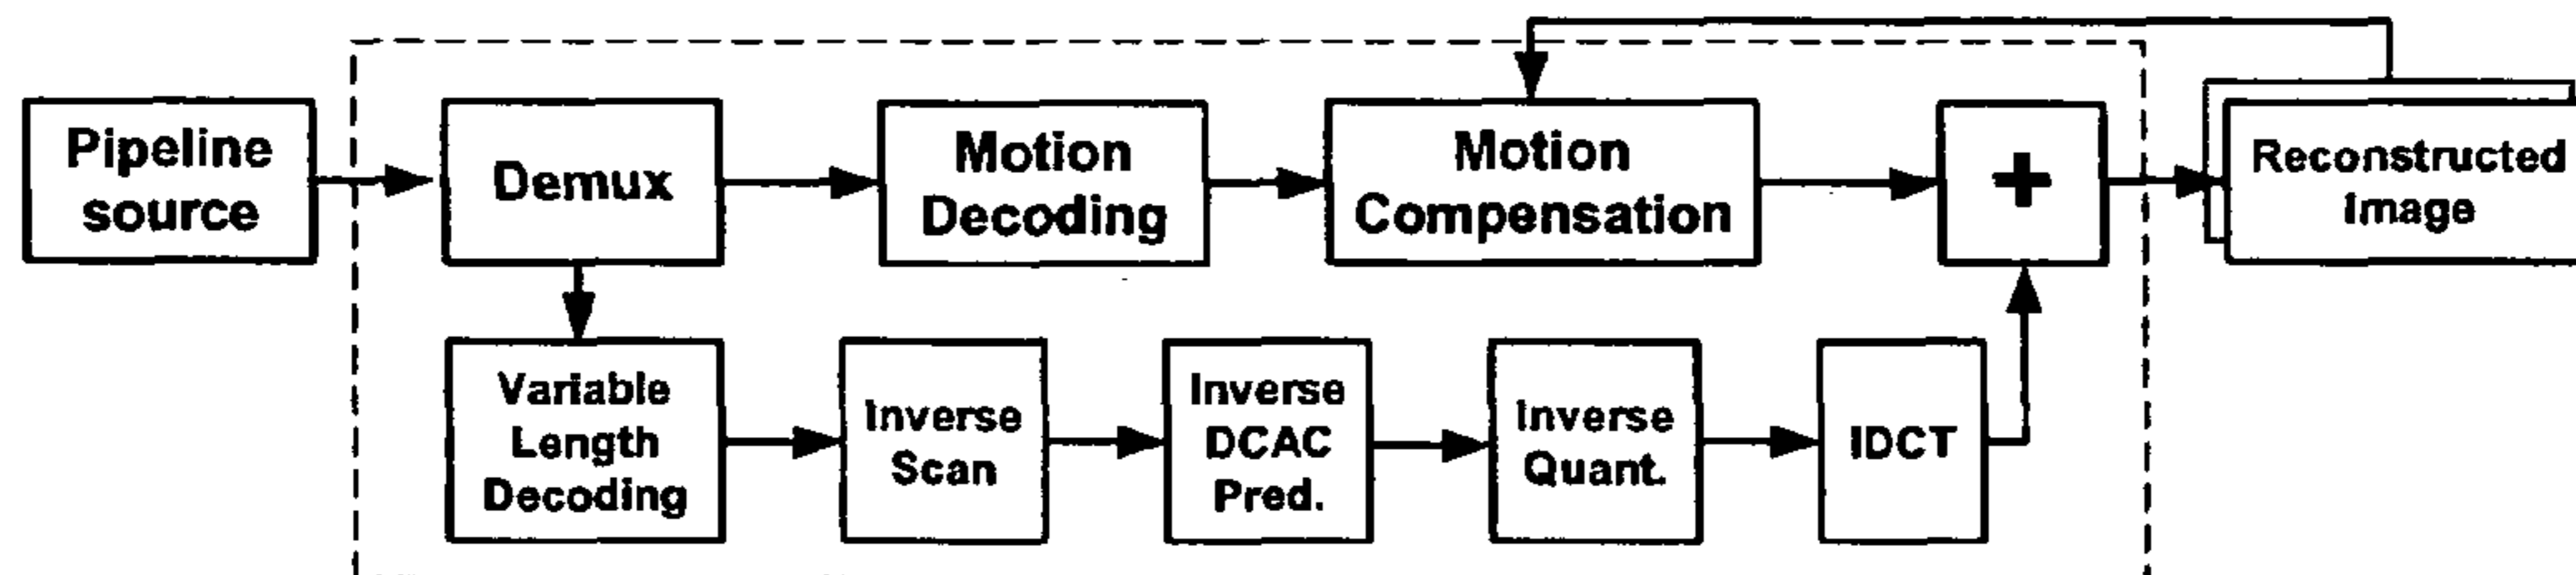 Pipeline
source
Demux
Motion
Decoding
Motion
Compensation
+
Reconstructed
Image
Variable
Length
Decoding
Inverse
Scan
Inverse
DCAC
Pred.
Inverse
Quant.
IDCT